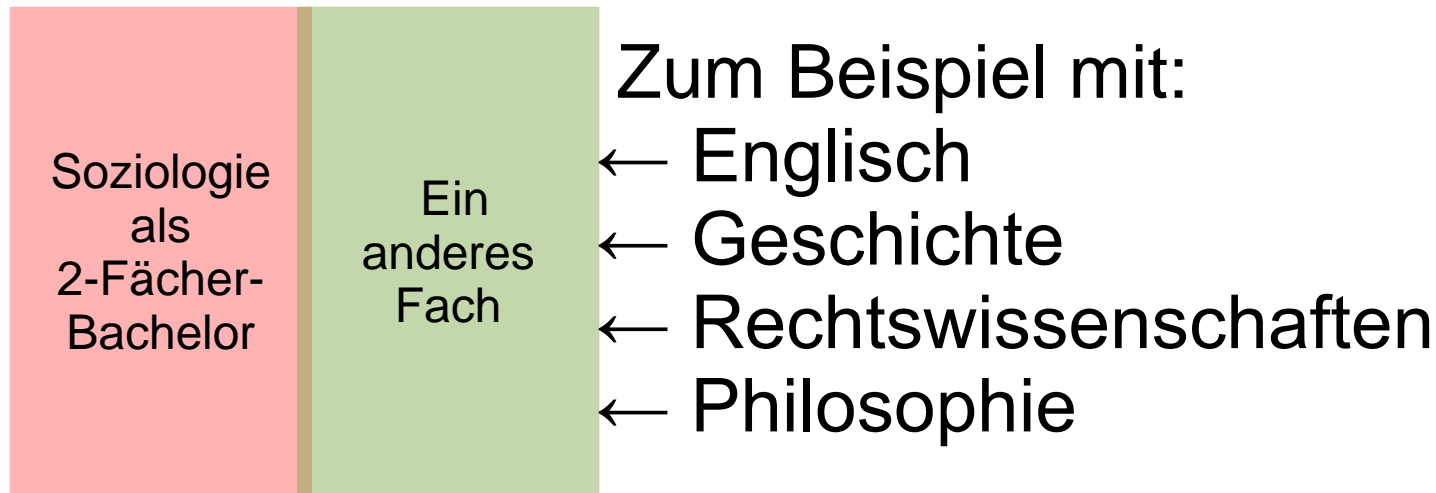 Soziologie
als
2-Fächer-
Bachelor
Ein
anderes
Fach
Zum Beispiel mit:
← Englisch
← Geschichte
← Rechtswissenschaften
← Philosophie